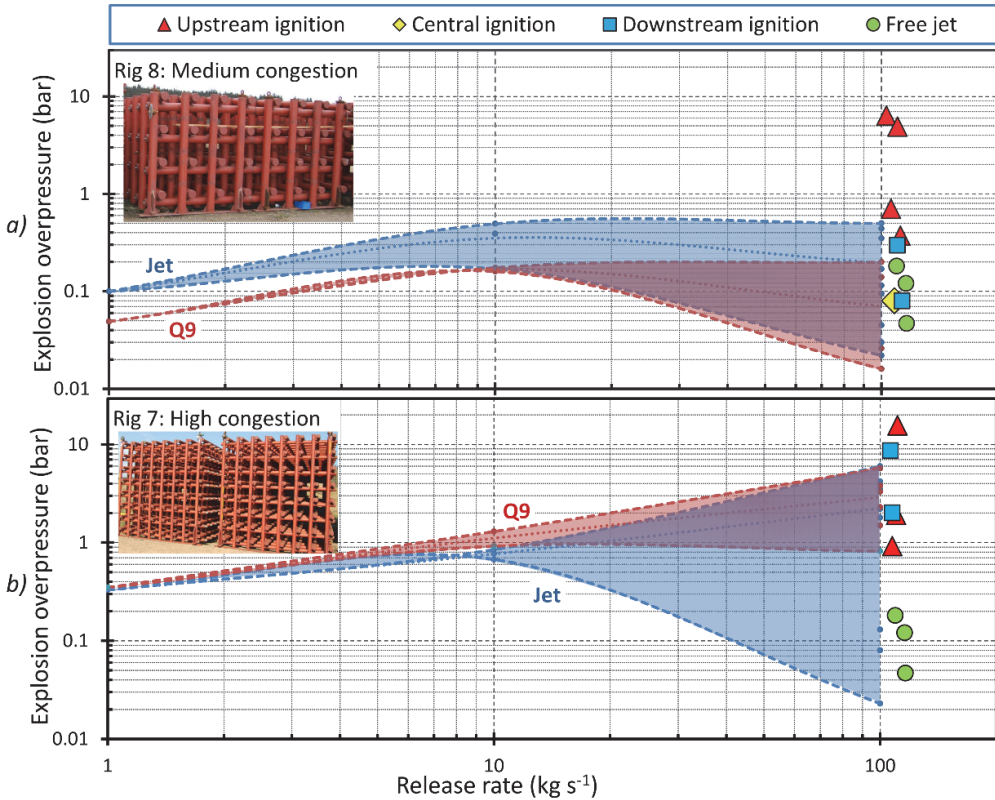 Upstream ignition Central ignition Downstream ignition Free jet
a)
Explosion overpressure (bar)
Rig 8: Medium congestion
10
1
0.1
0.01
Jet
Q9
b)
Explosion overpressure (bar)
Rig 7: High congestion
10
1
0.1
0.01
Q9
Jet
1 10 100
Release rate (kg s⁻¹)